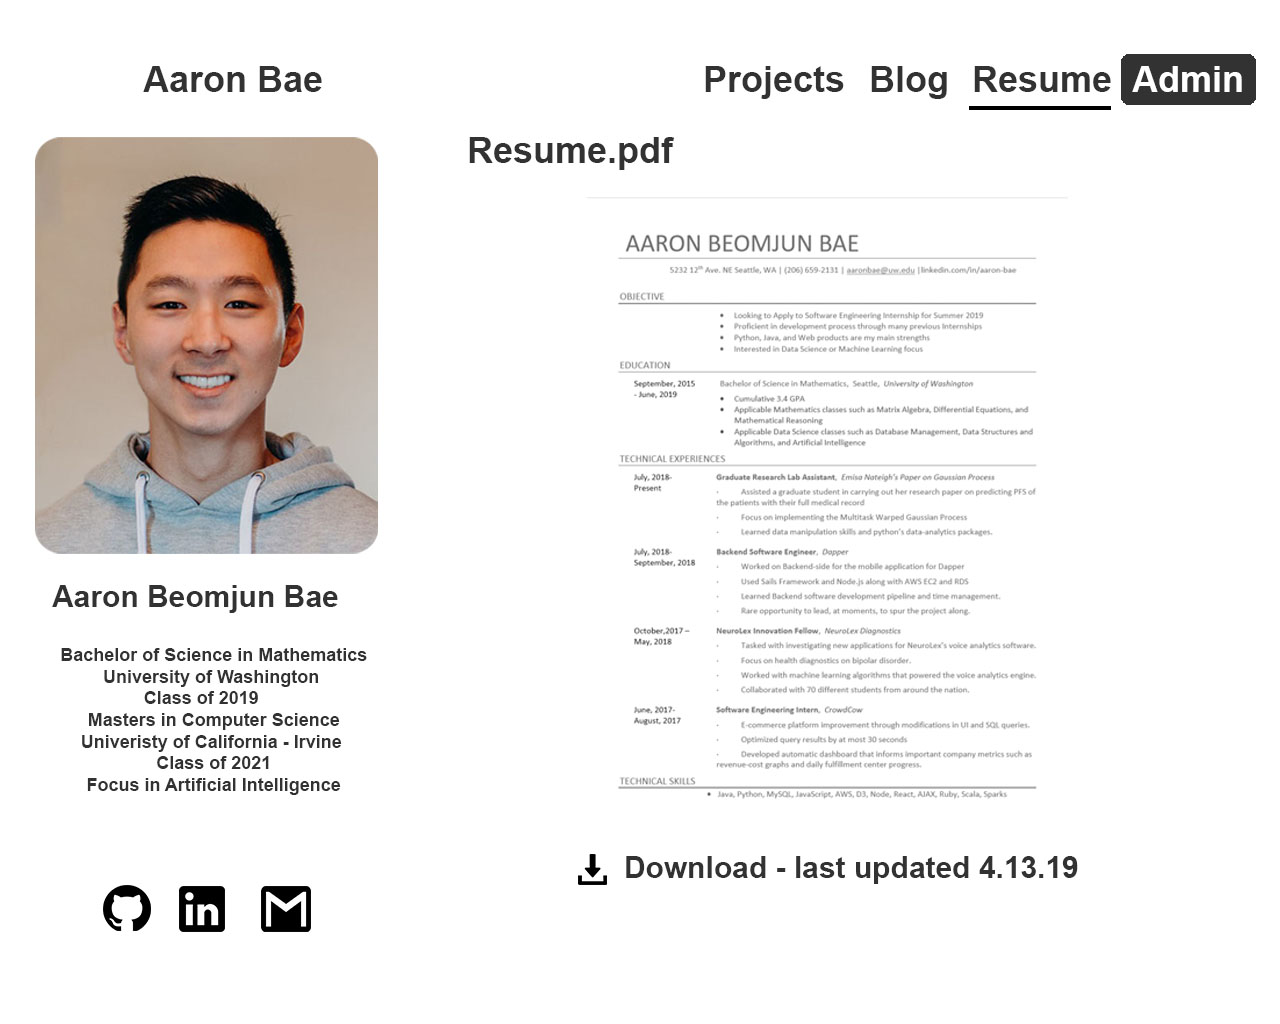 Aaron Bae
Projects Blog Resume Admin
Aaron Beomjun Bae
Bachelor of Science in Mathematics
University of Washington
Class of 2019
Masters in Computer Science
Univeristy of California - Irvine
Class of 2021
Focus in Artificial Intelligence
Resume.pdf
AARON BEOMJUN BAE
5232 12th Ave. NE Seattle, WA | (206) 659-2131 | aaronbae@uw.edu |linkedin.com/in/aaron-bae
OBJECTIVE
• Looking to Apply to Software Engineering Internship for Summer 2019
• Proficient in development process through many previous Internships
• Python, Java, and Web products are my main strengths
• Interested in Data Science or Machine Learning focus
EDUCATION
September, 2015
- June, 2019
Bachelor of Science in Mathematics, Seattle, University of Washington
• Cumulative 3.4 GPA
• Applicable Mathematics classes such as Matrix Algebra, Differential Equations, and
Mathematical Reasoning
• Applicable Data Science classes such as Database Management, Data Structures and
Algorithms, and Artificial Intelligence
TECHNICAL EXPERIENCES
July, 2018-
Present
Graduate Research Lab Assistant, Emisa Nateigh's Paper on Gaussian Process
· Assisted a graduate student in carrying out her research paper on predicting PFS of
the patients with their full medical record
· Focus on implementing the Multitask Warped Gaussian Process
· Learned data manipulation skills and python's data-analytics packages.
July, 2018-
September, 2018
Backend Software Engineer, Dapper
· Worked on Backend-side for the mobile application for Dapper
· Used Sails Framework and Node.js along with AWS EC2 and RDS
· Learned Backend software development pipeline and time management.
· Rare opportunity to lead, at moments, to spur the project along.
October,2017 –
May, 2018
NeuroLex Innovation Fellow, NeuroLex Diagnostics
· Tasked with investigating new applications for NeuroLex's voice analytics software.
· Focus on health diagnostics on bipolar disorder.
· Worked with machine learning algorithms that powered the voice analytics engine.
· Collaborated with 70 different students from around the nation.
June, 2017-
August, 2017
Software Engineering Intern, CrowdCow
· E-commerce platform improvement through modifications in UI and SQL queries.
· Optimized query results by at most 30 seconds
· Developed automatic dashboard that informs important company metrics such as
revenue-cost graphs and daily fulfillment center progress.
TECHNICAL SKILLS
• Java, Python, MySQL, JavaScript, AWS, D3, Node, React, AJAX, Ruby, Scala, Sparks
Download - last updated 4.13.19